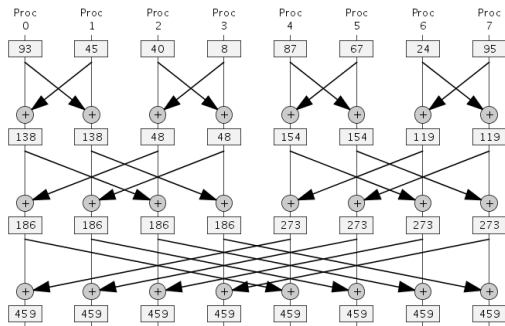 Proc Proc Proc Proc Proc Proc Proc Proc
0 1 2 3 4 5 6 7
93 45 40 8 87 67 24 95
+ + + + + + + +
138 138 48 48 154 154 119 119
+ + + + + + + +
186 186 186 186 273 273 273 273
+ + + + + + + +
459 459 459 459 459 459 459 459